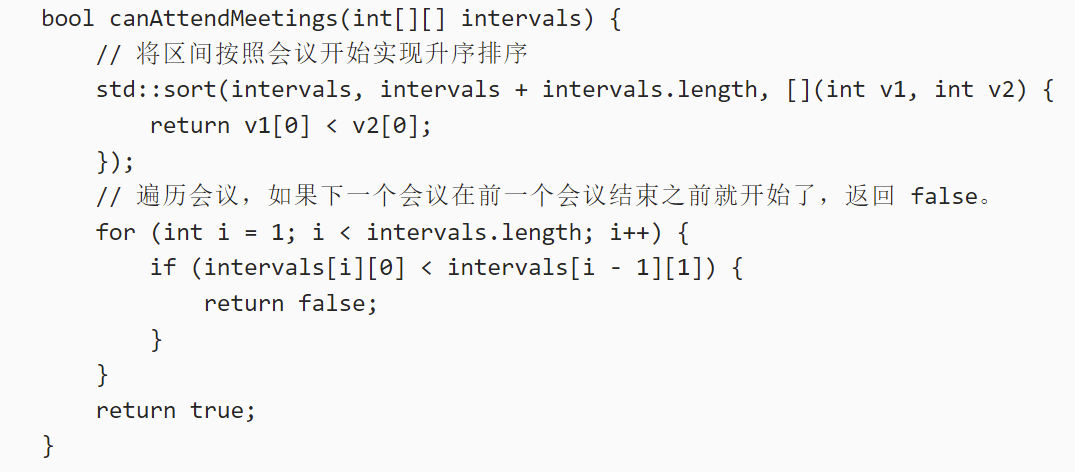 bool canAttendMeetings(int[][] intervals) {
    // 将区间按照会议开始实现升序排序
    std::sort(intervals, intervals + intervals.length, [](int v1, int v2) {
        return v1[0] < v2[0];
    });
    // 遍历会议，如果下一个会议在前一个会议结束之前就开始了，返回 false。
    for (int i = 1; i < intervals.length; i++) {
        if (intervals[i][0] < intervals[i - 1][1]) {
            return false;
        }
    }
    return true;
}